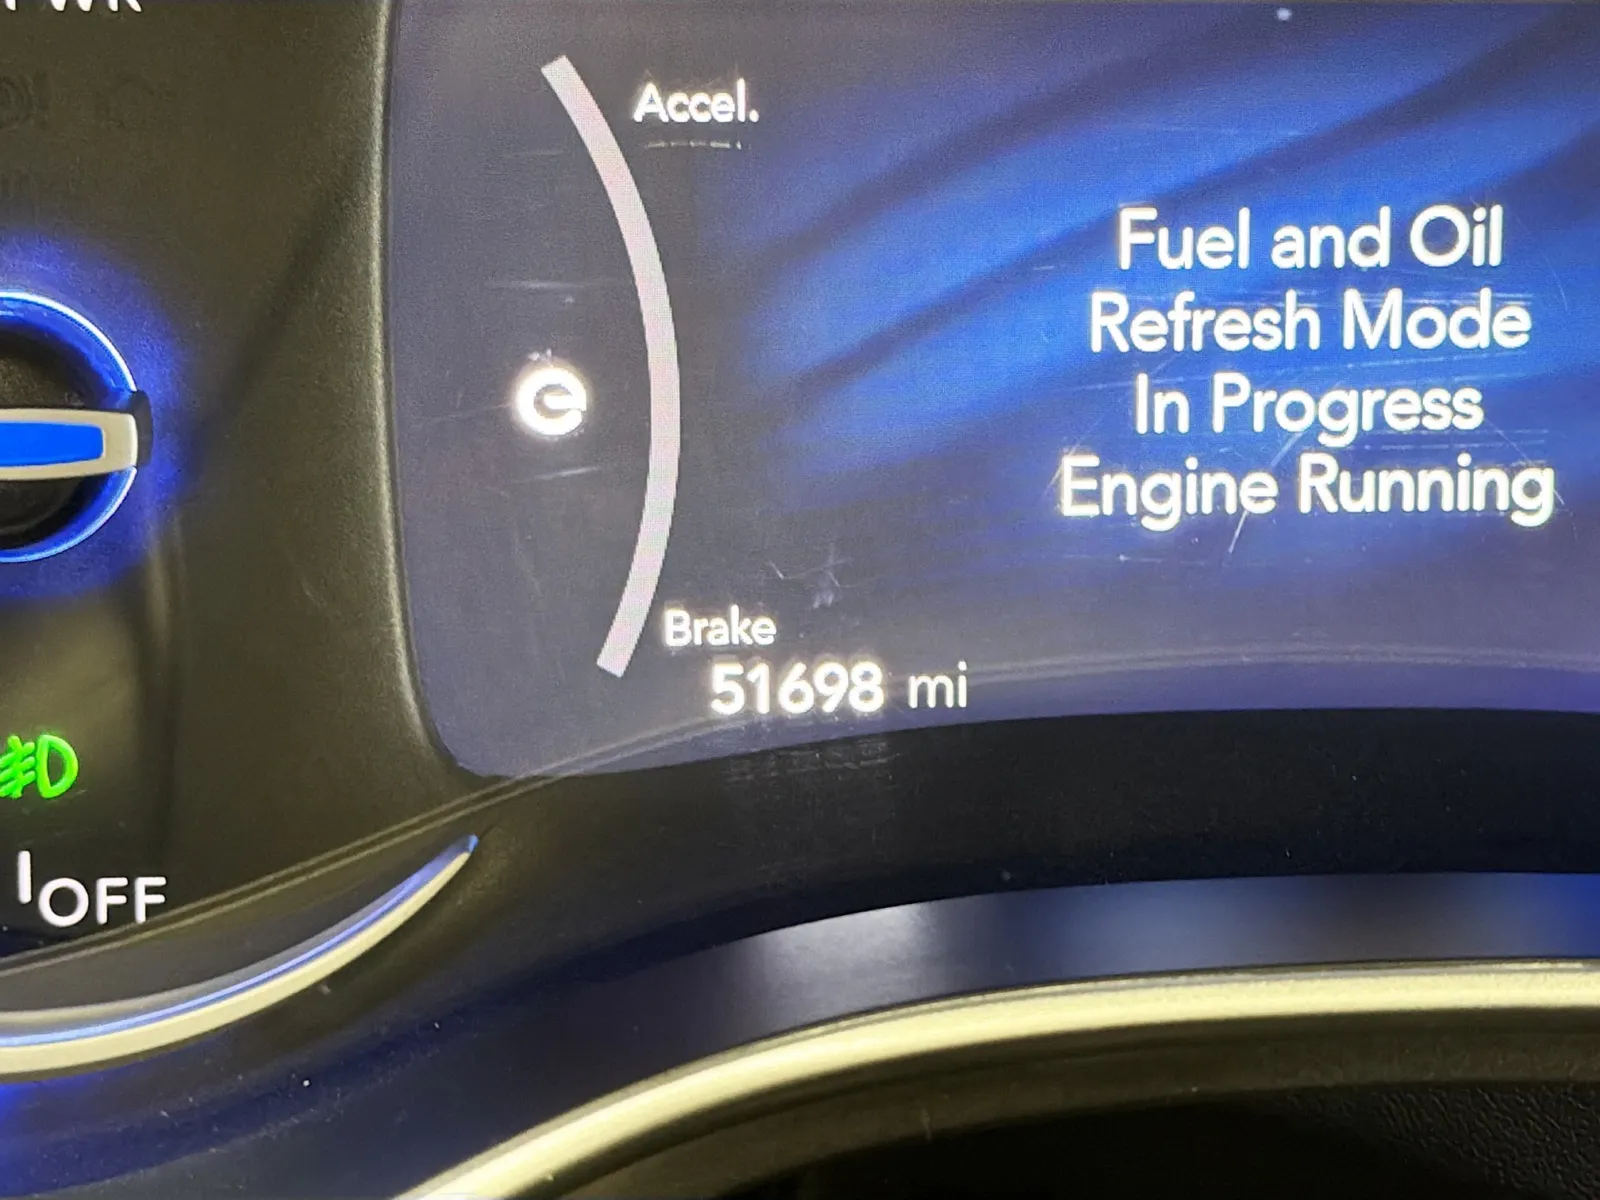 Accel.
Fuel and Oil
Refresh Mode
In Progress
Engine Running
Brake
51698 mi
OFF